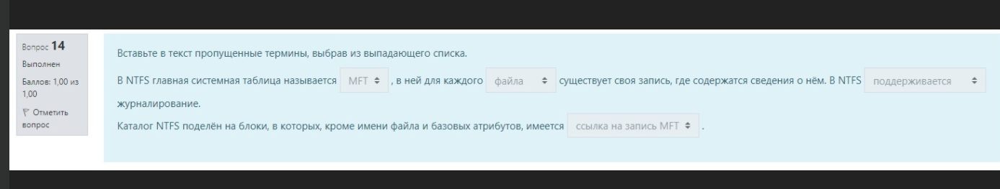 Вопрос 14
Выполнен
Баллов: 1,00 из
1,00
Отметить
вопрос
Вставьте в текст пропущенные термины, выбрав из выпадающего списка.
В NTFS главная системная таблица называется MFT , в ней для каждого файла существует своя запись, где содержатся сведения о нём. В NTFS поддерживается
журналирование.
Каталог NTFS поделён на блоки, в которых, кроме имени файла и базовых атрибутов, имеется ссылка на запись MFT .